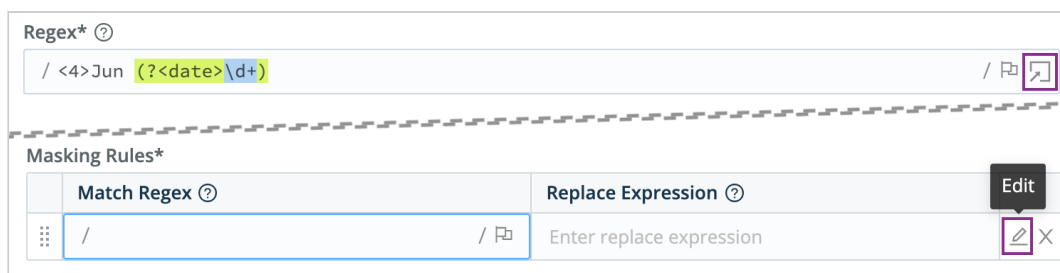 Regex*
/ <4>Jun (?<date>\d+) /
Masking Rules*
Edit
Match Regex Replace Expression
/ / Enter replace expression